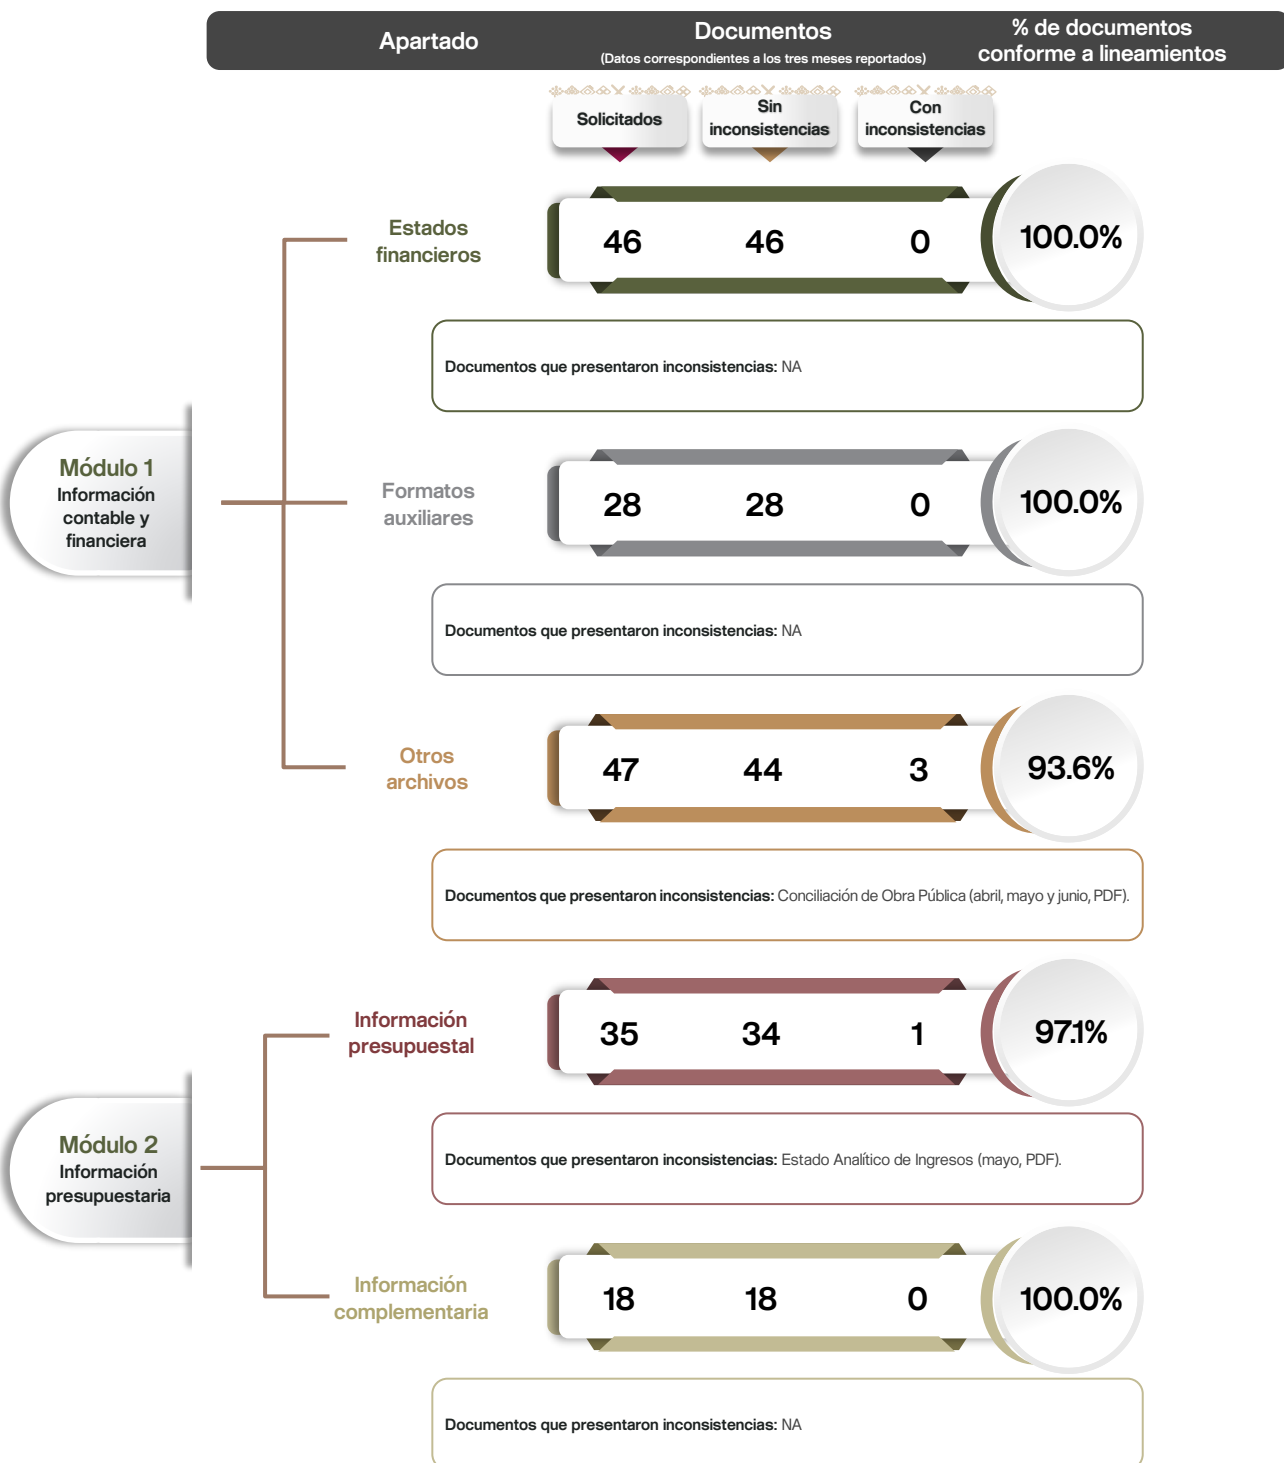 Apartado
Documentos
(Datos correspondientes a los tres meses reportados)
% de documentos
conforme a lineamientos
Solicitados
Sin
inconsistencias
Con
inconsistencias
Estados
financieros
46 46 0 100.0%
Documentos que presentaron inconsistencias: NA
Módulo 1
Información
contable y
financiera
Formatos
auxiliares
28 28 0 100.0%
Documentos que presentaron inconsistencias: NA
Otros
archivos
47 44 3 93.6%
Documentos que presentaron inconsistencias: Conciliación de Obra Pública (abril, mayo y junio, PDF).
Módulo 2
Información
presupuestaria
Información
presupuestal
35 34 1 97.1%
Documentos que presentaron inconsistencias: Estado Analítico de Ingresos (mayo, PDF).
Información
complementaria
18 18 0 100.0%
Documentos que presentaron inconsistencias: NA